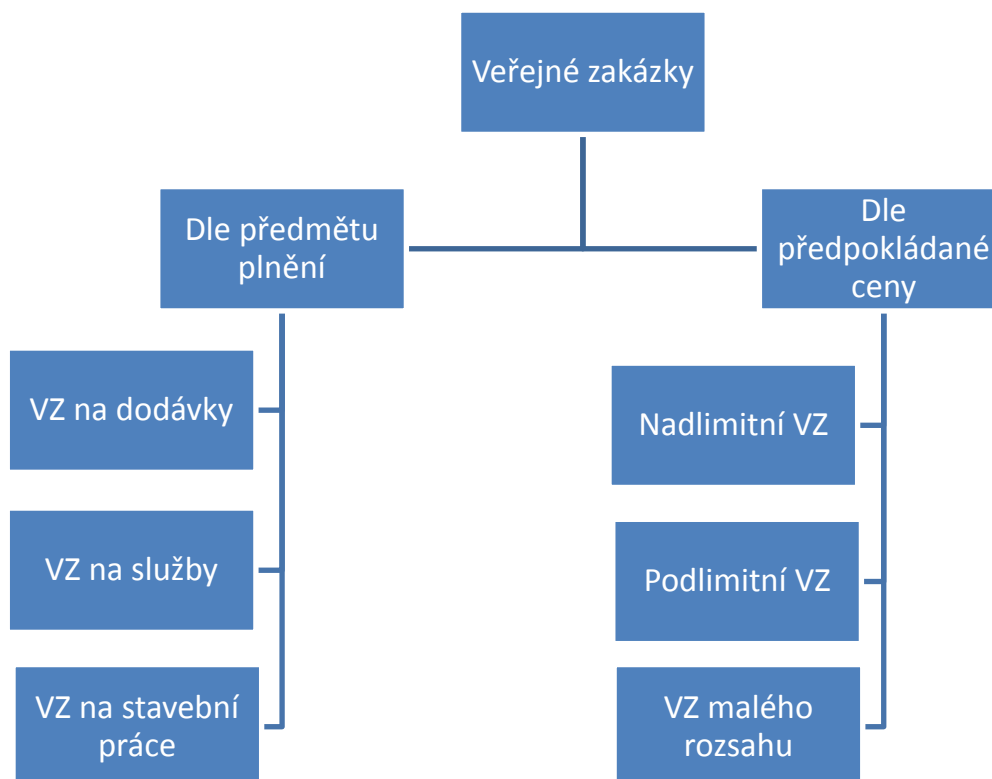 Veřejné zakázky
Dle předmětu
plnění
VZ na dodávky
VZ na služby
VZ na stavební
práce
Dle
předpokládané
ceny
Nadlimitní VZ
Podlimitní VZ
VZ malého
rozsahu